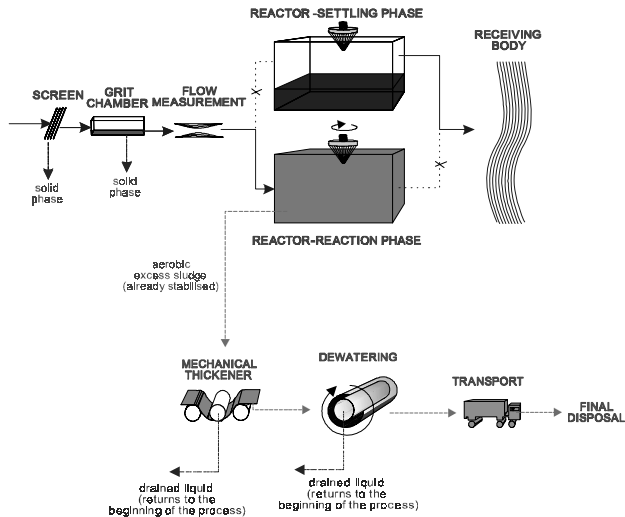 REACTOR -SETTLING PHASE
RECEIVING
BODY
SCREEN
GRIT
CHAMBER
FLOW
MEASUREMENT
X
X
solid
phase
solid
phase
REACTOR-REACTION PHASE
aerobic
excess sludge
(already stabilised)
MECHANICAL
THICKENER
DEWATERING
TRANSPORT
FINAL
DISPOSAL
drained liquid
(returns to the
beginning of the process)
drained liquid
(returns to the
beginning of the process)